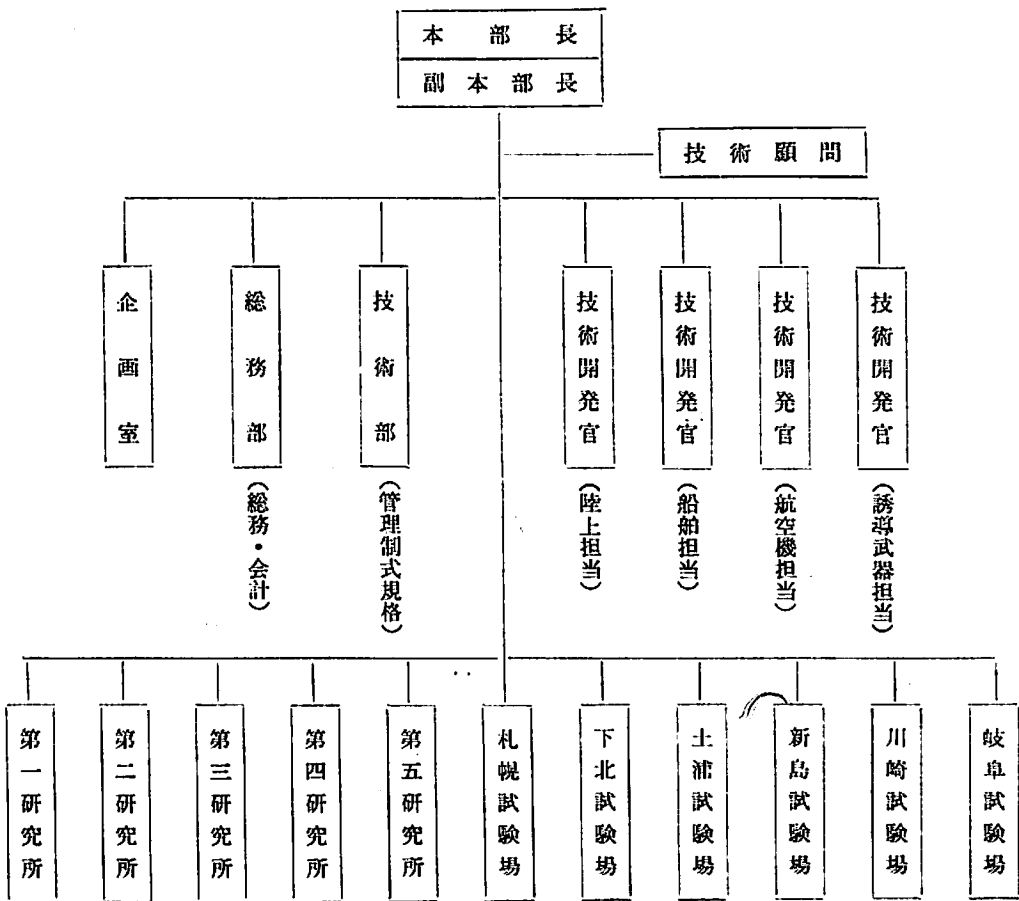 本部長
副本部長
技術顧問
企画室
総務部
(総務・会計)
技術部
(管理制式規格)
技術開発官
(陸上担当)
技術開発官
(船舶担当)
技術開発官
(航空機担当)
技術開発官
(誘導武器担当)
第一研究所
第二研究所
第三研究所
第四研究所
第五研究所
札幌試験場
下北試験場
土浦試験場
新島試験場
川崎試験場
岐阜試験場